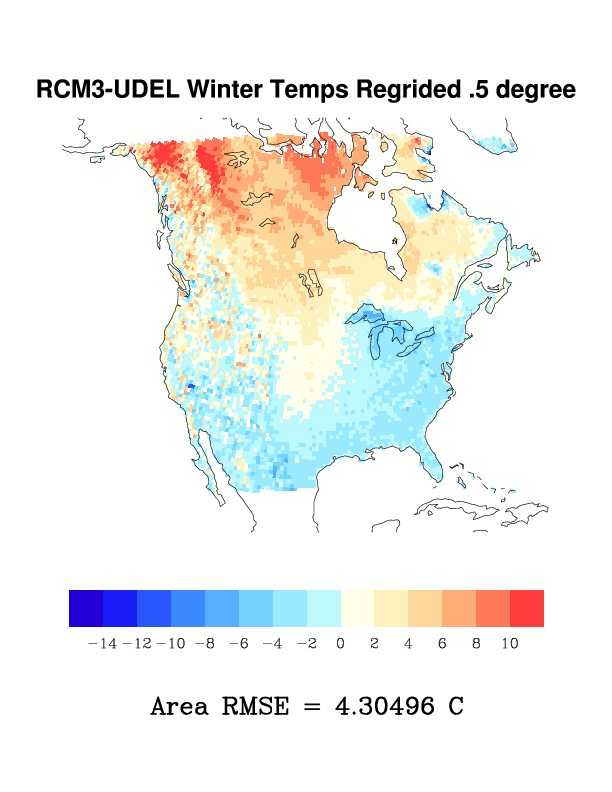 RCM3-UDEL Winter Temps Regrided .5 degree
−14 −12 −10 −8 −6 −4 −2 0 2 4 6 8 10
Area RMSE = 4.30496 C